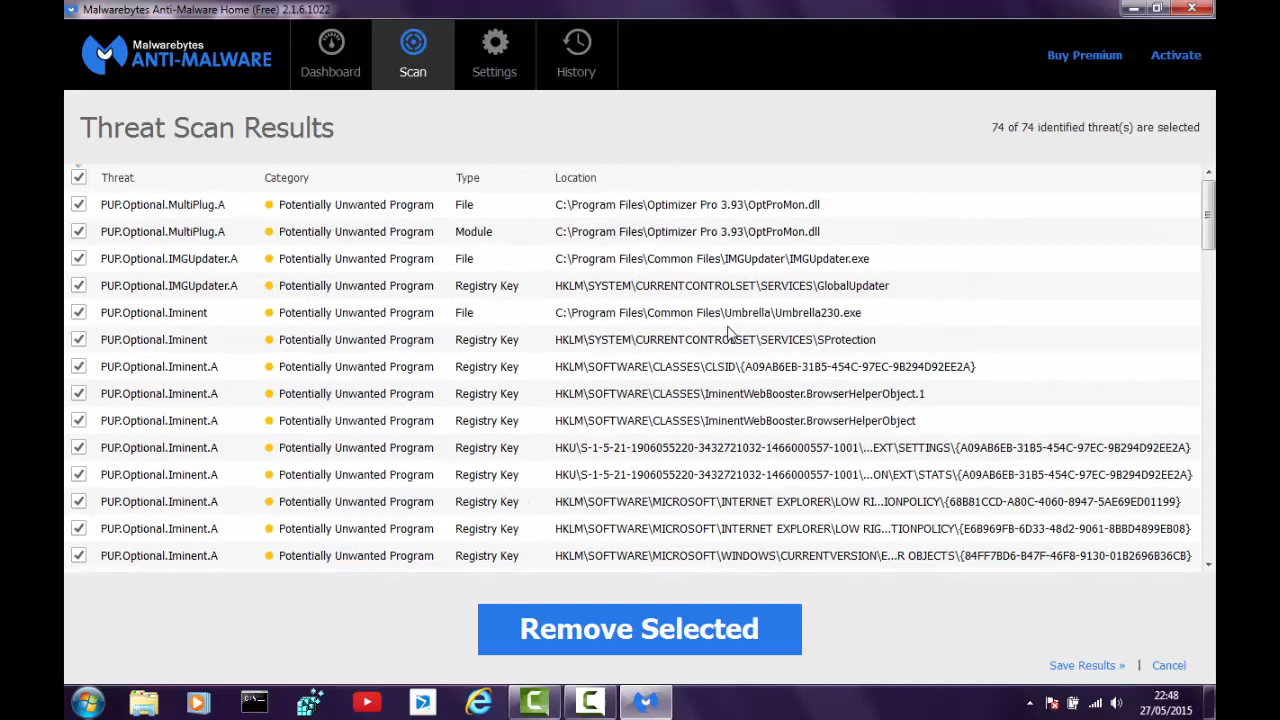 Malwarebytes Anti-Malware Home (Free) 2.1.6.1022
Malwarebytes
ANTI-MALWARE
Dashboard
Scan
Settings
History
Buy Premium
Activate
Threat Scan Results
74 of 74 identified threat(s) are selected
Threat Category Type Location
PUP.Optional.MultiPlug.A Potentially Unwanted Program File C:\Program Files\Optimizer Pro 3.93\OptProMon.dll
PUP.Optional.MultiPlug.A Potentially Unwanted Program Module C:\Program Files\Optimizer Pro 3.93\OptProMon.dll
PUP.Optional.IMGUpdater.A Potentially Unwanted Program File C:\Program Files\Common Files\IMGUpdater\IMGUpdater.exe
PUP.Optional.IMGUpdater.A Potentially Unwanted Program Registry Key HKLM\SYSTEM\CURRENTCONTROLSET\SERVICES\GlobalUpdater
PUP.Optional.Iminent Potentially Unwanted Program File C:\Program Files\Common Files\Umbrella\Umbrella230.exe
PUP.Optional.Iminent Potentially Unwanted Program Registry Key HKLM\SYSTEM\CURRENTCONTROLSET\SERVICES\SProtection
PUP.Optional.Iminent.A Potentially Unwanted Program Registry Key HKLM\SOFTWARE\CLASSES\CLSID\{A09AB6EB-31B5-454C-97EC-9B294D92EE2A}
PUP.Optional.Iminent.A Potentially Unwanted Program Registry Key HKLM\SOFTWARE\CLASSES\IminentWebBooster.BrowserHelperObject.1
PUP.Optional.Iminent.A Potentially Unwanted Program Registry Key HKLM\SOFTWARE\CLASSES\IminentWebBooster.BrowserHelperObject
PUP.Optional.Iminent.A Potentially Unwanted Program Registry Key HKU\S-1-5-21-1906055220-3432721032-1466000557-1001\...EXT\SETTINGS\{A09AB6EB-31B5-454C-97EC-9B294D92EE2A}
PUP.Optional.Iminent.A Potentially Unwanted Program Registry Key HKU\S-1-5-21-1906055220-3432721032-1466000557-1001\...ON\EXT\STATS\{A09AB6EB-31B5-454C-97EC-9B294D92EE2A}
PUP.Optional.Iminent.A Potentially Unwanted Program Registry Key HKLM\SOFTWARE\MICROSOFT\INTERNET EXPLORER\LOW RI...IONPOLICY\{68B81CCD-A80C-4060-8947-5AE69ED01199}
PUP.Optional.Iminent.A Potentially Unwanted Program Registry Key HKLM\SOFTWARE\MICROSOFT\INTERNET EXPLORER\LOW RIG...TIONPOLICY\{E6B969FB-6D33-48d2-9061-8BBD4899EB08}
PUP.Optional.Iminent.A Potentially Unwanted Program Registry Key HKLM\SOFTWARE\MICROSOFT\WINDOWS\CURRENTVERSION\E...R OBJECTS\{84FF7BD6-B47F-46F8-9130-01B2696B36CB}
Remove Selected
Save Results » | Cancel
22:48
27/05/2015